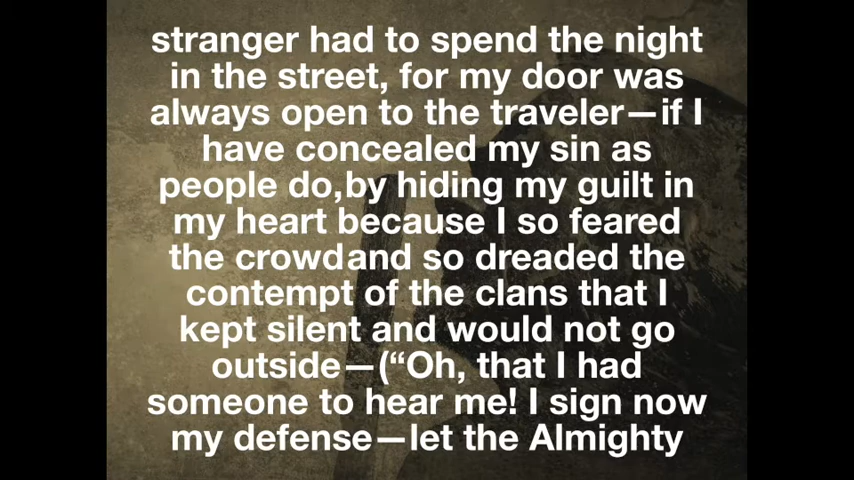 stranger had to spend the night
in the street, for my door was
always open to the traveler—if I
have concealed my sin as
people do,by hiding my guilt in
my heart because I so feared
the crowdand so dreaded the
contempt of the clans that I
kept silent and would not go
outside—(“Oh, that I had
someone to hear me! I sign now
my defense—let the Almighty